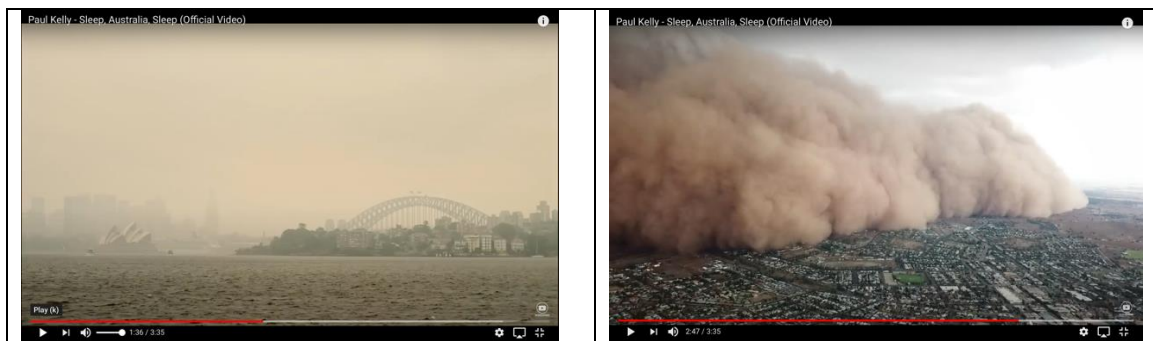 Paul Kelly - Sleep, Australia, Sleep (Official Video)
Play (k)
1:36 / 3:35
Paul Kelly - Sleep, Australia, Sleep (Official Video)
2:47 / 3:35